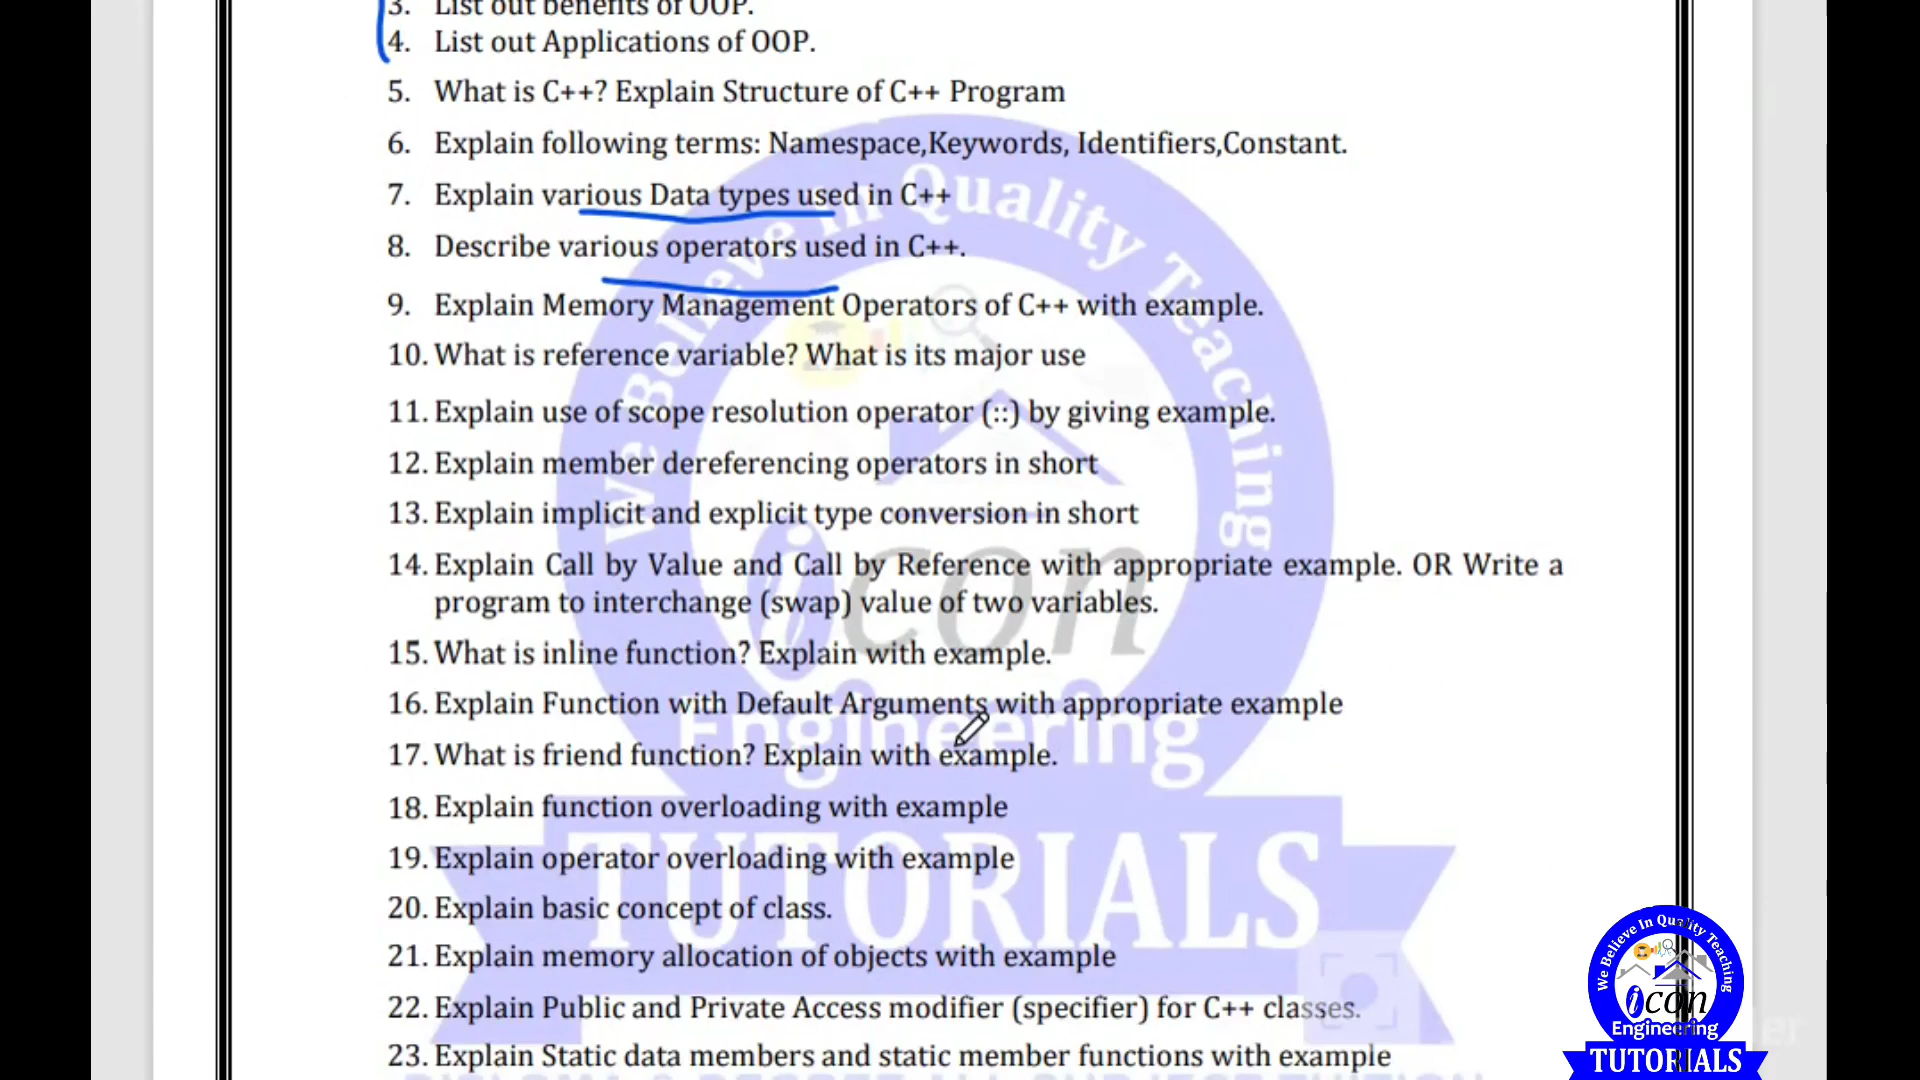 3. List out benefits of OOP.
4. List out Applications of OOP.
5. What is C++? Explain Structure of C++ Program
6. Explain following terms: Namespace,Keywords, Identifiers,Constant.
7. Explain various Data types used in C++
8. Describe various operators used in C++.
9. Explain Memory Management Operators of C++ with example.
10. What is reference variable? What is its major use
11. Explain use of scope resolution operator (::) by giving example.
12. Explain member dereferencing operators in short
13. Explain implicit and explicit type conversion in short
14. Explain Call by Value and Call by Reference with appropriate example. OR Write a
program to interchange (swap) value of two variables.
15. What is inline function? Explain with example.
16. Explain Function with Default Arguments with appropriate example
17. What is friend function? Explain with example.
18. Explain function overloading with example
19. Explain operator overloading with example
20. Explain basic concept of class.
21. Explain memory allocation of objects with example
22. Explain Public and Private Access modifier (specifier) for C++ classes.
23. Explain Static data members and static member functions with example
We Believe In Quality Teaching
icon
Engineering
TUTORIALS
We Believe In Quality Teaching
icon
Engineering
TUTORIALS